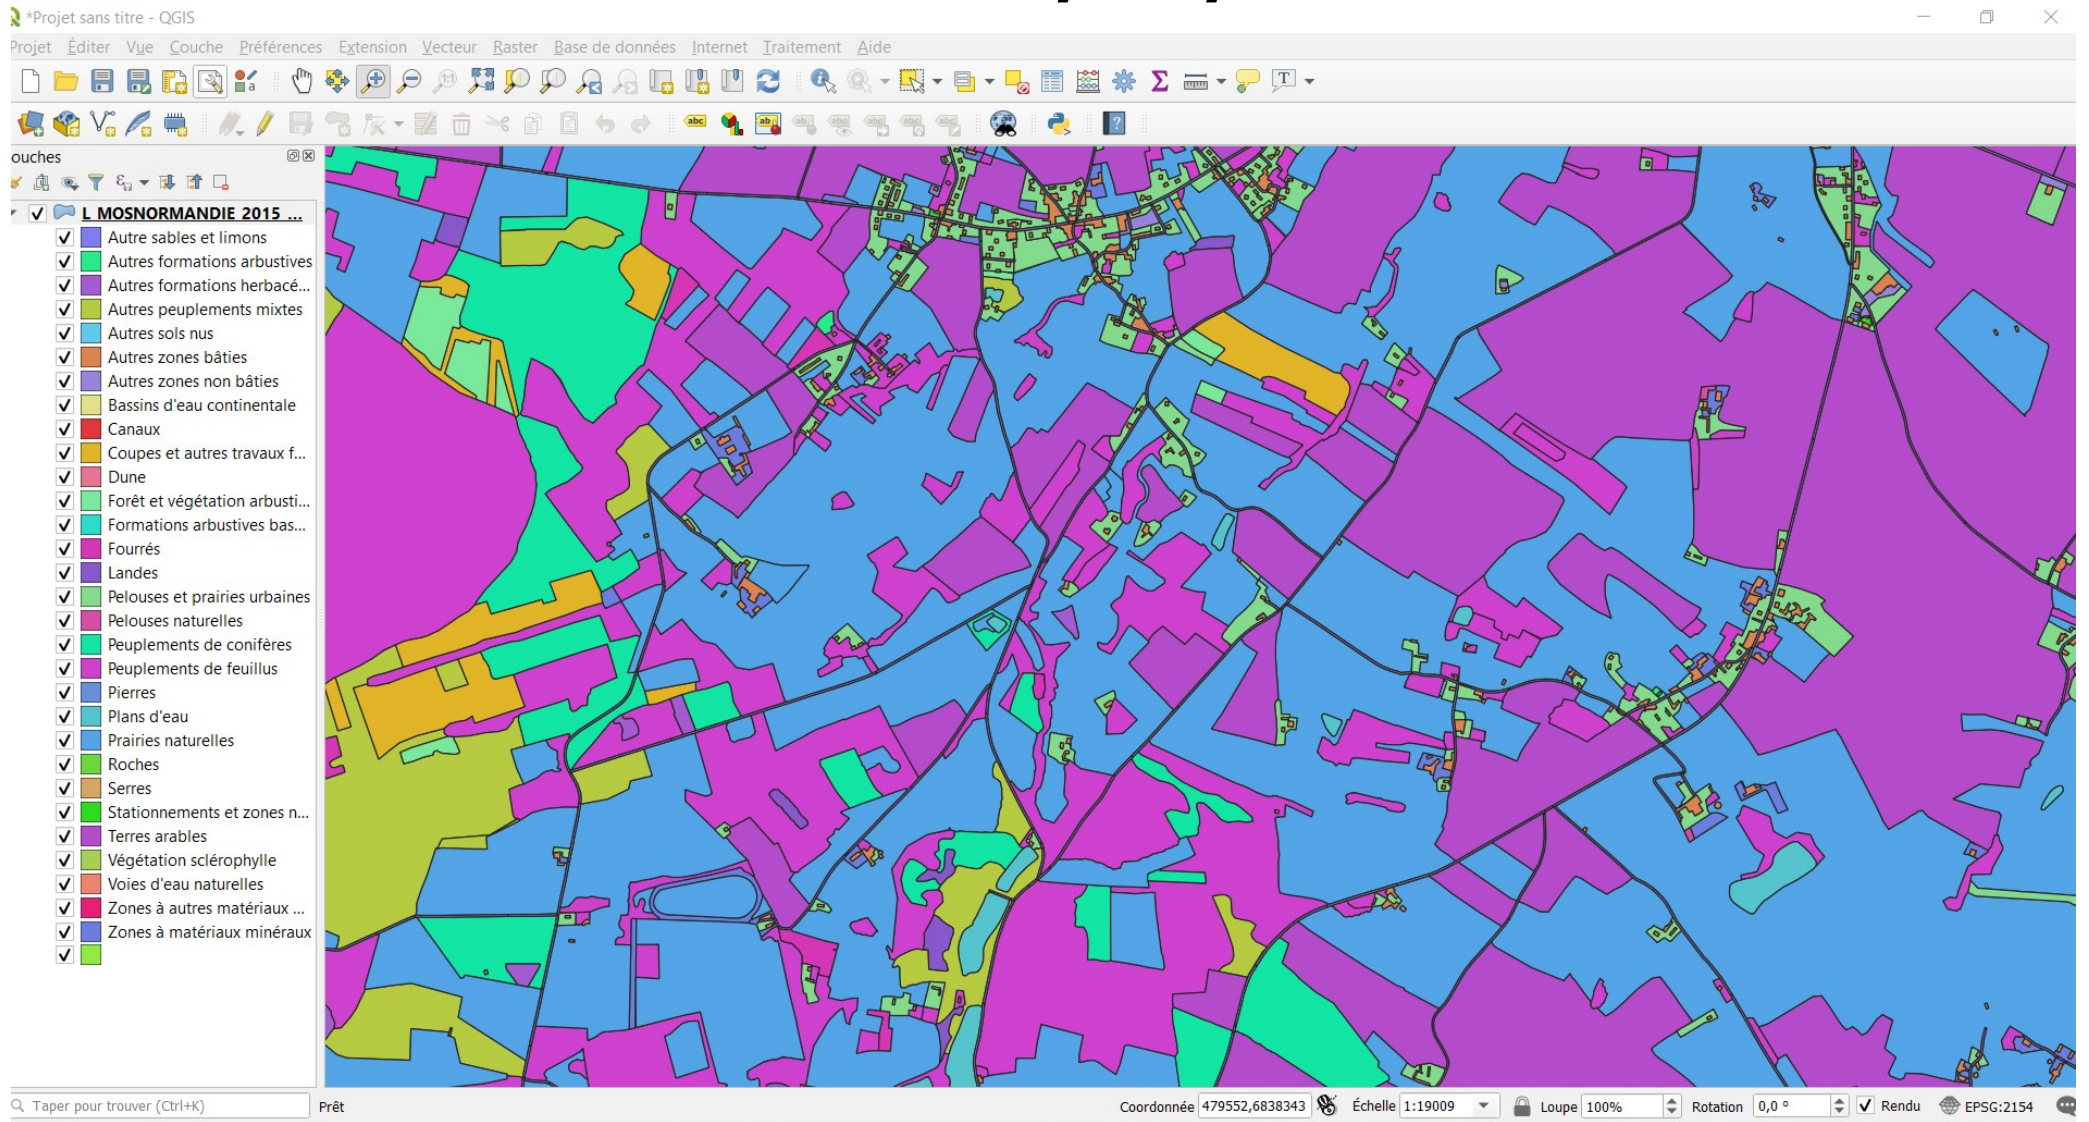 *Projet sans titre - QGIS
Projet Éditer Vue Couche Préférences Extension Vecteur Raster Base de données Internet Traitement Aide
ouches
L MOSNORMANDIE 2015 ...
Autre sables et limons
Autres formations arbustives
Autres formations herbacé...
Autres peuplements mixtes
Autres sols nus
Autres zones bâties
Autres zones non bâties
Bassins d'eau continentale
Canaux
Coupes et autres travaux f...
Dune
Forêt et végétation arbusti...
Formations arbustives bas...
Fourrés
Landes
Pelouses et prairies urbaines
Pelouses naturelles
Peuplements de conifères
Peuplements de feuillus
Pierres
Plans d'eau
Prairies naturelles
Roches
Serres
Stationnements et zones n...
Terres arables
Végétation sclérophylle
Voies d'eau naturelles
Zones à autres matériaux ...
Zones à matériaux minéraux
Taper pour trouver (Ctrl+K) Prêt Coordonnée 479552,6838343 Échelle 1:19009 Loupe 100% Rotation 0,0 ° Rendu EPSG:2154